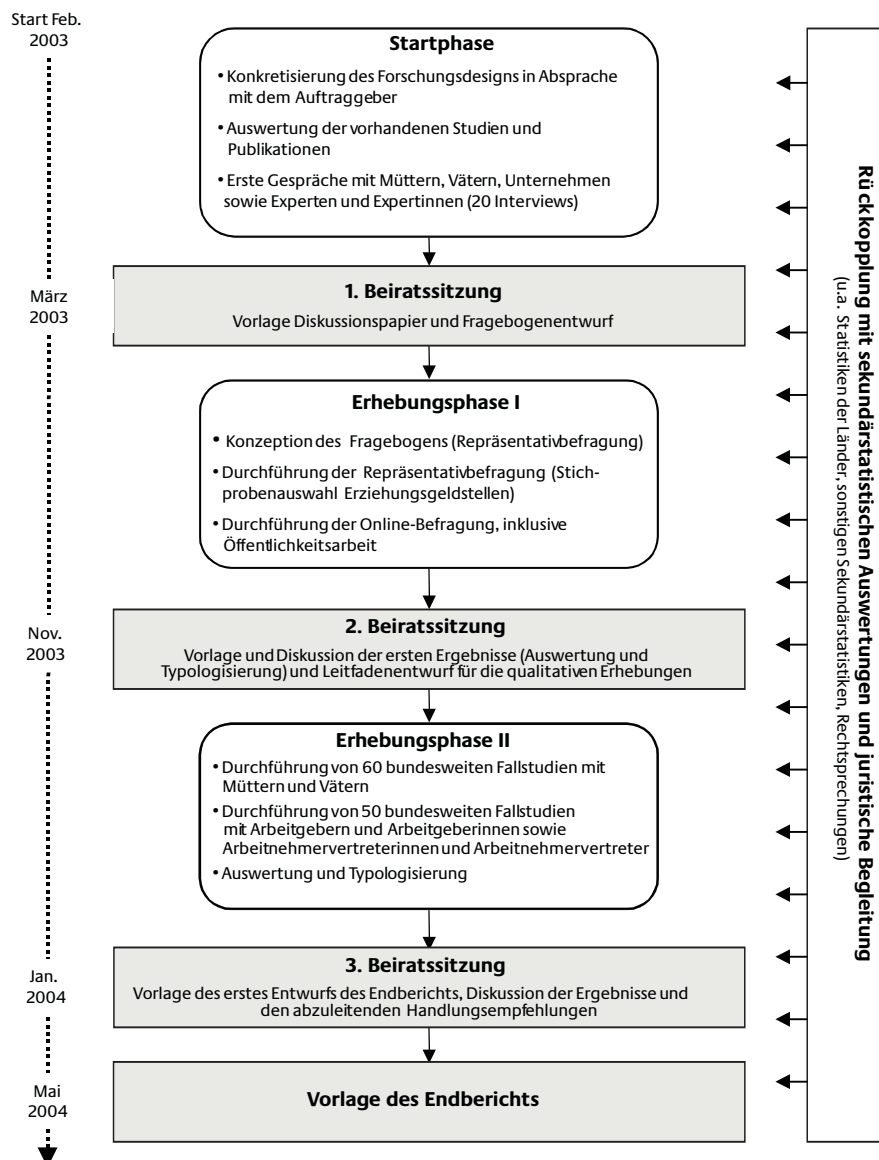 Start Feb.
2003
Startphase
• Konkretisierung des Forschungsdesigns in Absprache
mit dem Auftraggeber
• Auswertung der vorhandenen Studien und
Publikationen
• Erste Gespräche mit Müttern, Vätern, Unternehmen
sowie Experten und Expertinnen (20 Interviews)
März
2003
1. Beiratssitzung
Vorlage Diskussionspapier und Fragebogenentwurf
Erhebungsphase I
• Konzeption des Fragebogens (Repräsentativbefragung)
• Durchführung der Repräsentativbefragung (Stich-
probenauswahl Erziehungsgeldstellen)
• Durchführung der Online-Befragung, inklusive
Öffentlichkeitsarbeit
Nov.
2003
2. Beiratssitzung
Vorlage und Diskussion der ersten Ergebnisse (Auswertung und
Typologisierung) und Leitfadenentwurf für die qualitativen Erhebungen
Erhebungsphase II
• Durchführung von 60 bundesweiten Fallstudien mit
Müttern und Vätern
• Durchführung von 50 bundesweiten Fallstudien
mit Arbeitgebern und Arbeitgeberinnen sowie
Arbeitnehmervertreterinnen und Arbeitnehmervertreter
• Auswertung und Typologisierung
Jan.
2004
3. Beiratssitzung
Vorlage des erstes Entwurfs des Endberichts, Diskussion der Ergebnisse und
den abzuleitenden Handlungsempfehlungen
Mai
2004
Vorlage des Endberichts
Rückkopplung mit sekundärstatistischen Auswertungen und juristische Begleitung
(u.a. Statistiken der Länder, sonstigen Sekundärstatistiken, Rechtsprechungen)